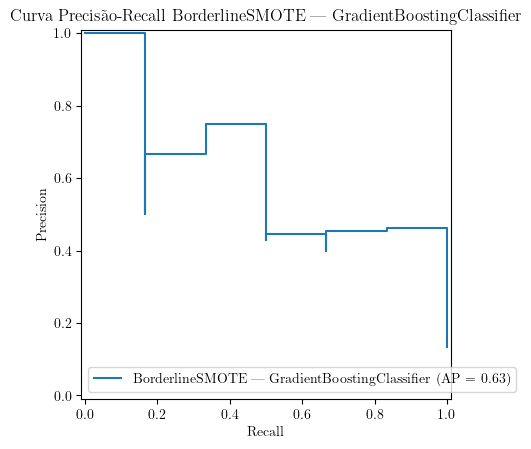 Curva Precisão-Recall BorderlineSMOTE — GradientBoostingClassifier
1.0
0.8
0.6
0.4
0.2
0.0
Precision
BorderlineSMOTE — GradientBoostingClassifier (AP = 0.63)
0.0 0.2 0.4 0.6 0.8 1.0
Recall